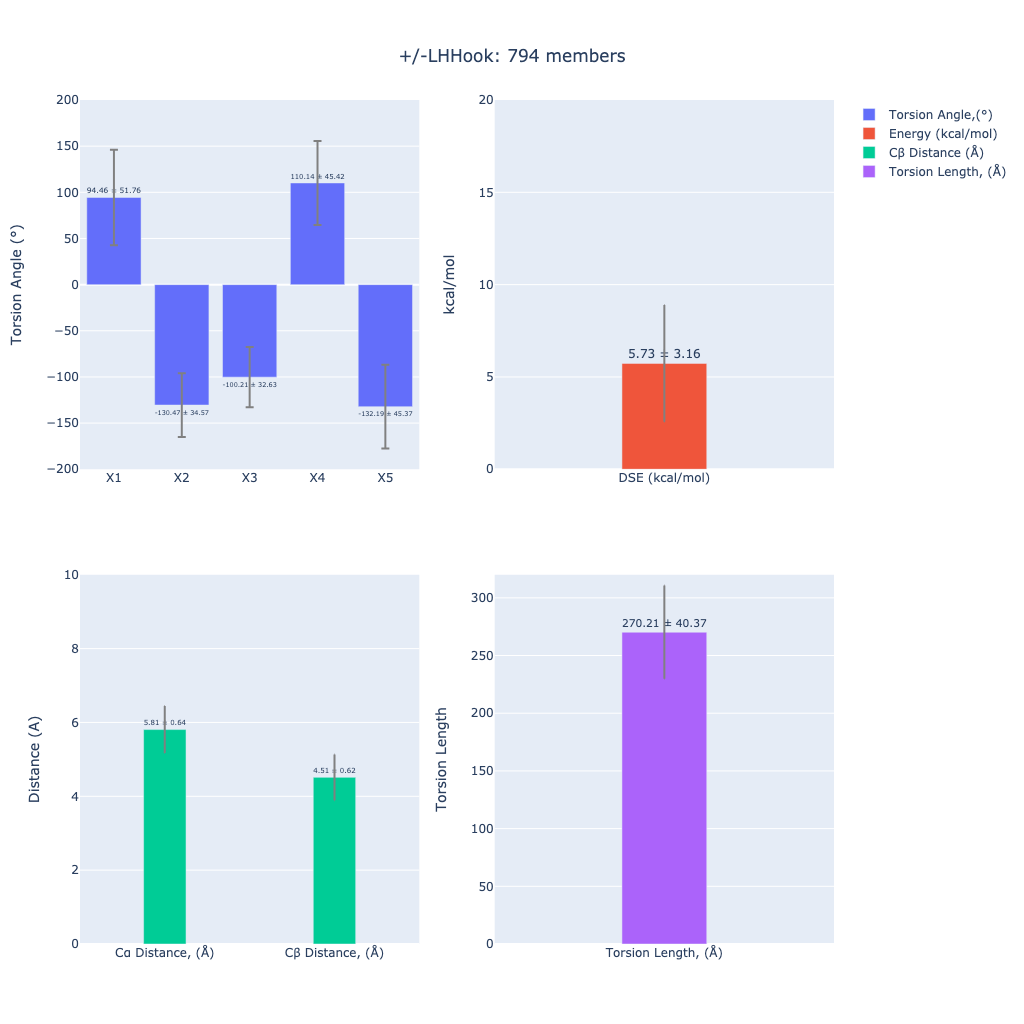 +/-LHHook: 794 members
Torsion Angle,(°)
Energy (kcal/mol)
Cβ Distance (Å)
Torsion Length, (Å)
Torsion Angle (°)
200
150
100
50
0
−50
−100
−150
−200
94.46 ± 51.76
-130.47 ± 34.57
-100.21 ± 32.63
110.14 ± 45.42
-132.19 ± 45.37
X1 X2 X3 X4 X5
kcal/mol
20
15
10
5
0
5.73 ± 3.16
DSE (kcal/mol)
Distance (A)
10
8
6
4
2
0
5.81 ± 0.64
4.51 ± 0.62
Cα Distance, (Å) Cβ Distance, (Å)
Torsion Length
300
250
200
150
100
50
0
270.21 ± 40.37
Torsion Length, (Å)